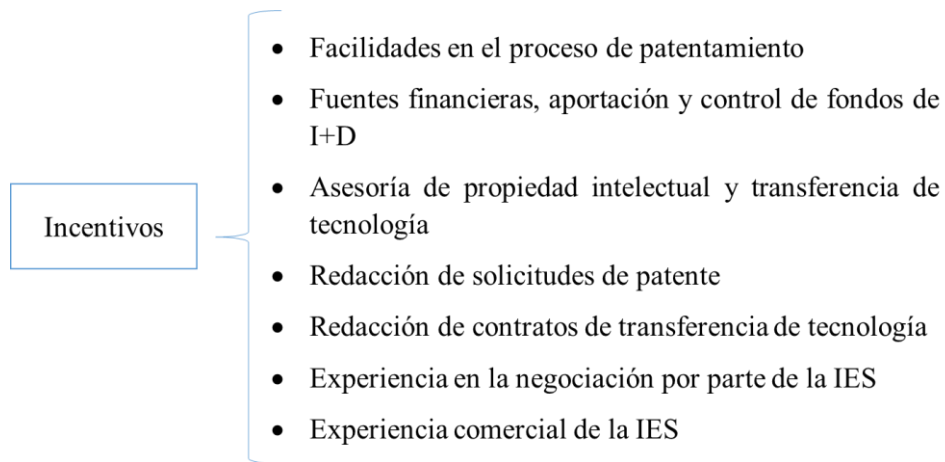 Incentivos
• Facilidades en el proceso de patentamiento
• Fuentes financieras, aportación y control de fondos de
I+D
• Asesoría de propiedad intelectual y transferencia de
tecnología
• Redacción de solicitudes de patente
• Redacción de contratos de transferencia de tecnología
• Experiencia en la negociación por parte de la IES
• Experiencia comercial de la IES